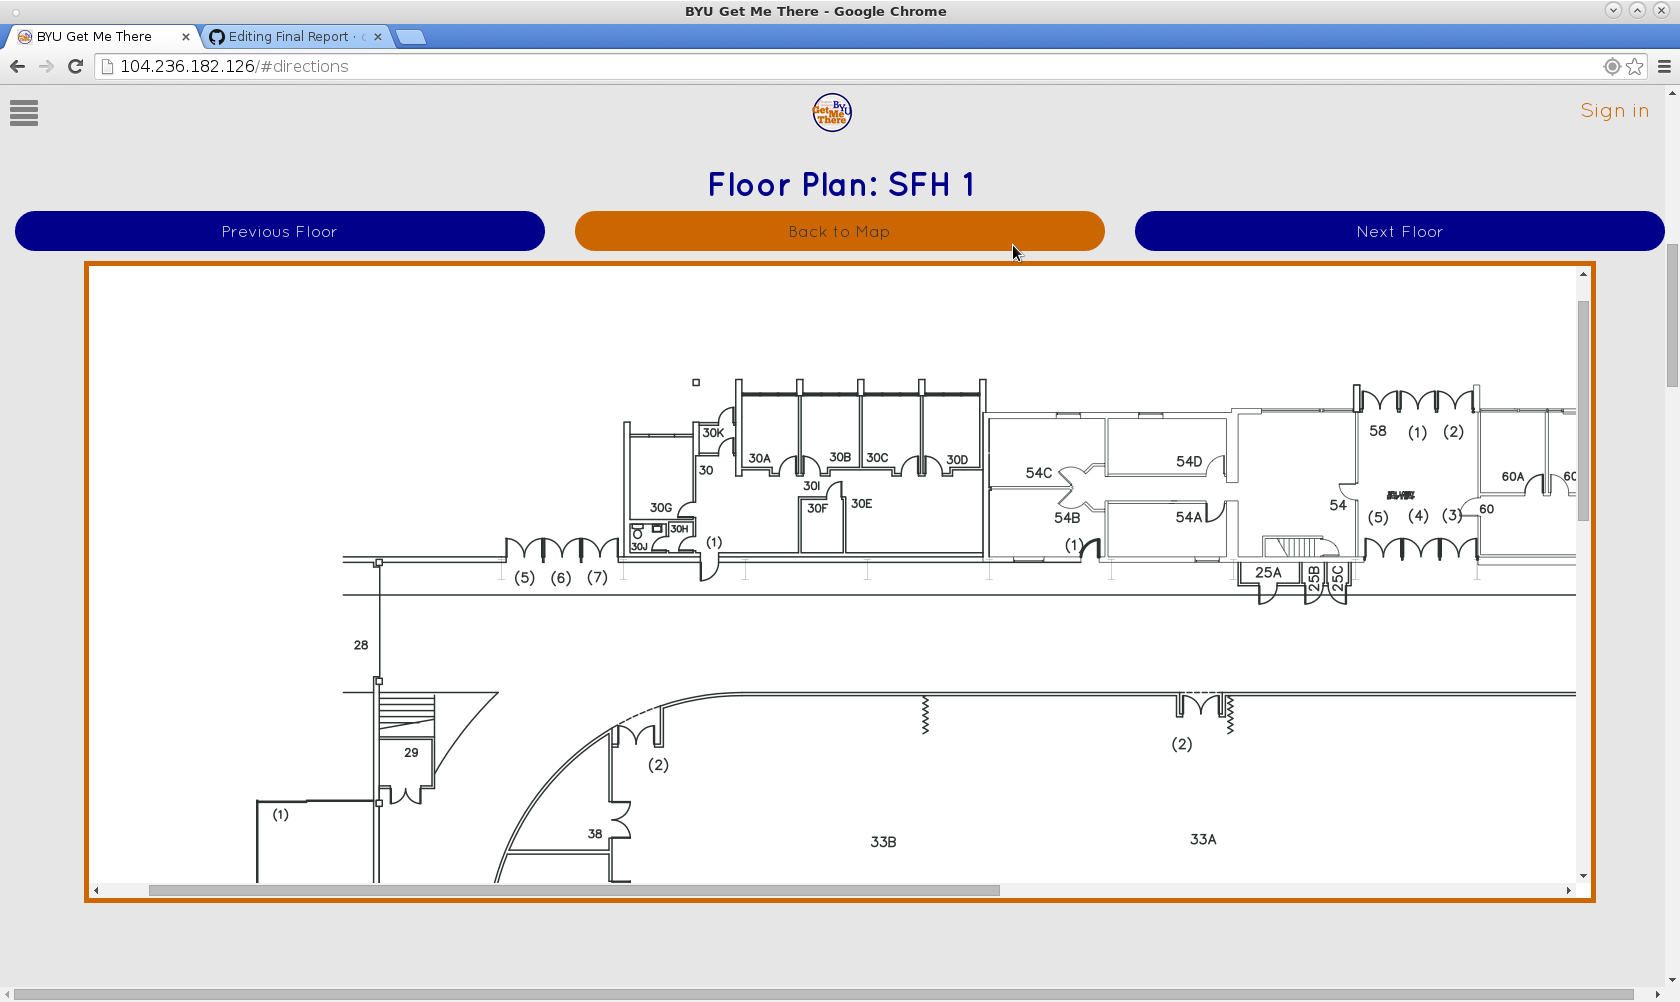 BYU Get Me There - Google Chrome
BYU Get Me There
Editing Final Report ·
104.236.182.126/#directions
BYU
Get
Me
There
Sign in
Floor Plan: SFH 1
Previous Floor
Back to Map
Next Floor
30K
58
(1)
(2)
30A
30B
30C
30D
54D
30
54C
60A
60
30I
30G
30F
30E
54
60
54B
54A
(5)
(4)
(3)
30H
30J
(1)
(1)
(5)
(6)
(7)
25A
25B
25C
28
(2)
29
(2)
(1)
38
33B
33A